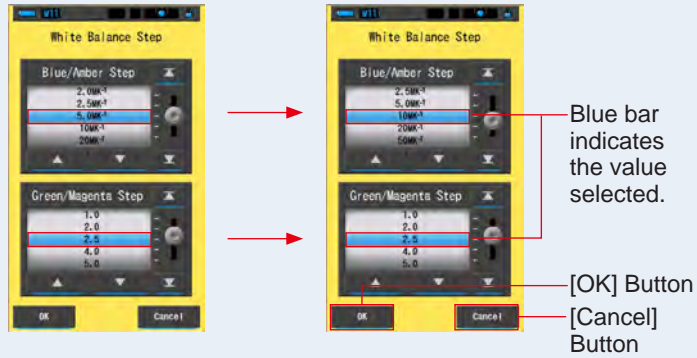 W11
White Balance Step
Blue/Amber Step
2.0MK-¹
2.5MK-¹
5.0MK-¹
10MK-¹
20MK-¹
Green/Magenta Step
1.0
2.0
2.5
4.0
5.0
OK Cancel
W11
White Balance Step
Blue/Amber Step
2.5MK-¹
5.0MK-¹
10MK-¹
20MK-¹
50MK-¹
Green/Magenta Step
1.0
2.0
2.5
4.0
5.0
OK Cancel
Blue bar
indicates
the value
selected.
[OK] Button
[Cancel]
Button